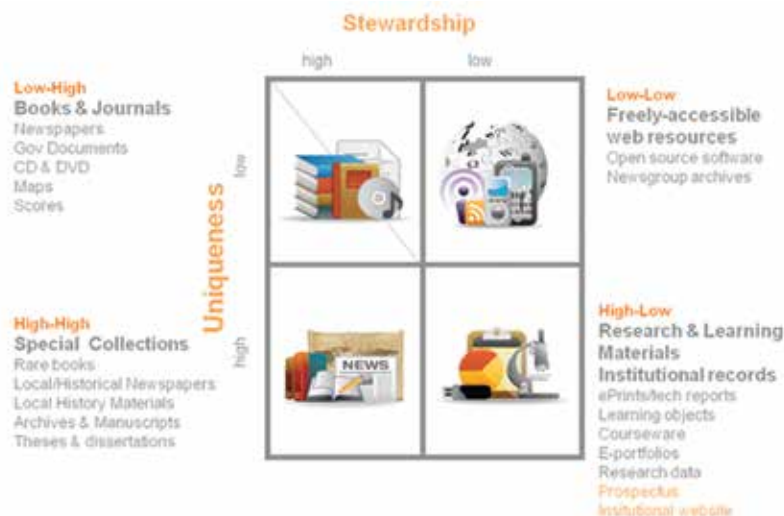 Stewardship
high low
Low-High
Books & Journals
Newspapers
Gov Documents
CD & DVD
Maps
Scores
Low-Low
Freely-accessible
web resources
Open source software
Newsgroup archives
Uniqueness
low
high
High-High
Special Collections
Rare books
Local/Historical Newspapers
Local History Materials
Archives & Manuscripts
Theses & dissertations
NEWS
High-Low
Research & Learning
Materials
Institutional records
ePrints/tech reports
Learning objects
Courseware
E-portfolios
Research data
Prospectus
Insitutional website